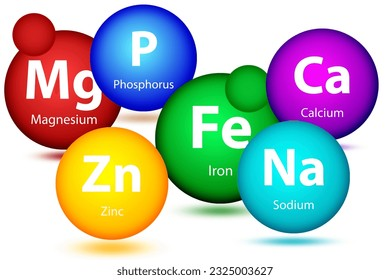 Mg
Magnesium
P
Phosphorus
Fe
Iron
Ca
Calcium
Zn
Zinc
Na
Sodium
shutterstock.com · 2325003627